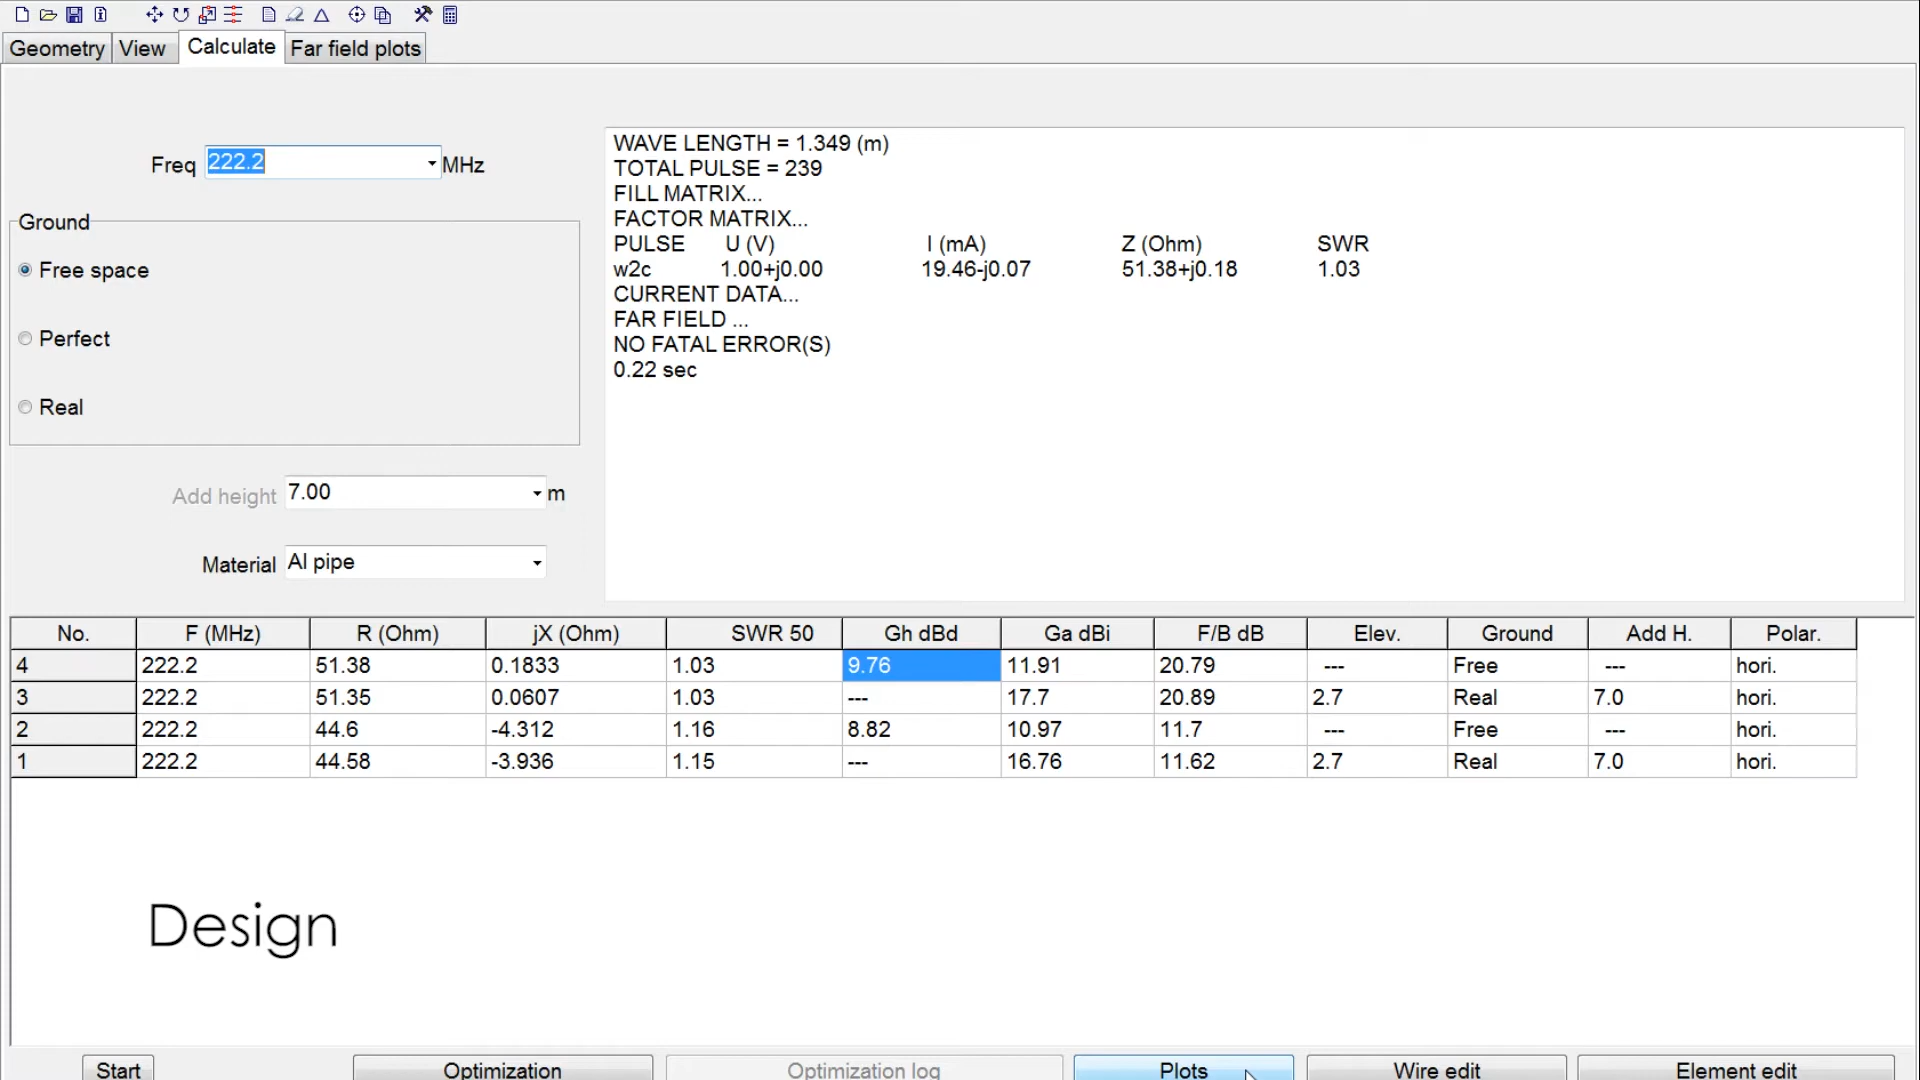 Geometry View Calculate Far field plots
Freq 222.2 MHz
Ground
Free space
Perfect
Real
Add height 7.00 m
Material Al pipe
WAVE LENGTH = 1.349 (m)
TOTAL PULSE = 239
FILL MATRIX...
FACTOR MATRIX...
PULSE U (V) I (mA) Z (Ohm) SWR
w2c 1.00+j0.00 19.46-j0.07 51.38+j0.18 1.03
CURRENT DATA...
FAR FIELD ...
NO FATAL ERROR(S)
0.22 sec
No. F (MHz) R (Ohm) jX (Ohm) SWR 50 Gh dBd Ga dBi F/B dB Elev. Ground Add H. Polar.
4 222.2 51.38 0.1833 1.03 9.76 11.91 20.79 --- Free --- hori.
3 222.2 51.35 0.0607 1.03 --- 17.7 20.89 2.7 Real 7.0 hori.
2 222.2 44.6 -4.312 1.16 8.82 10.97 11.7 --- Free --- hori.
1 222.2 44.58 -3.936 1.15 --- 16.76 11.62 2.7 Real 7.0 hori.
Design
Start Optimization Optimization log Plots Wire edit Element edit